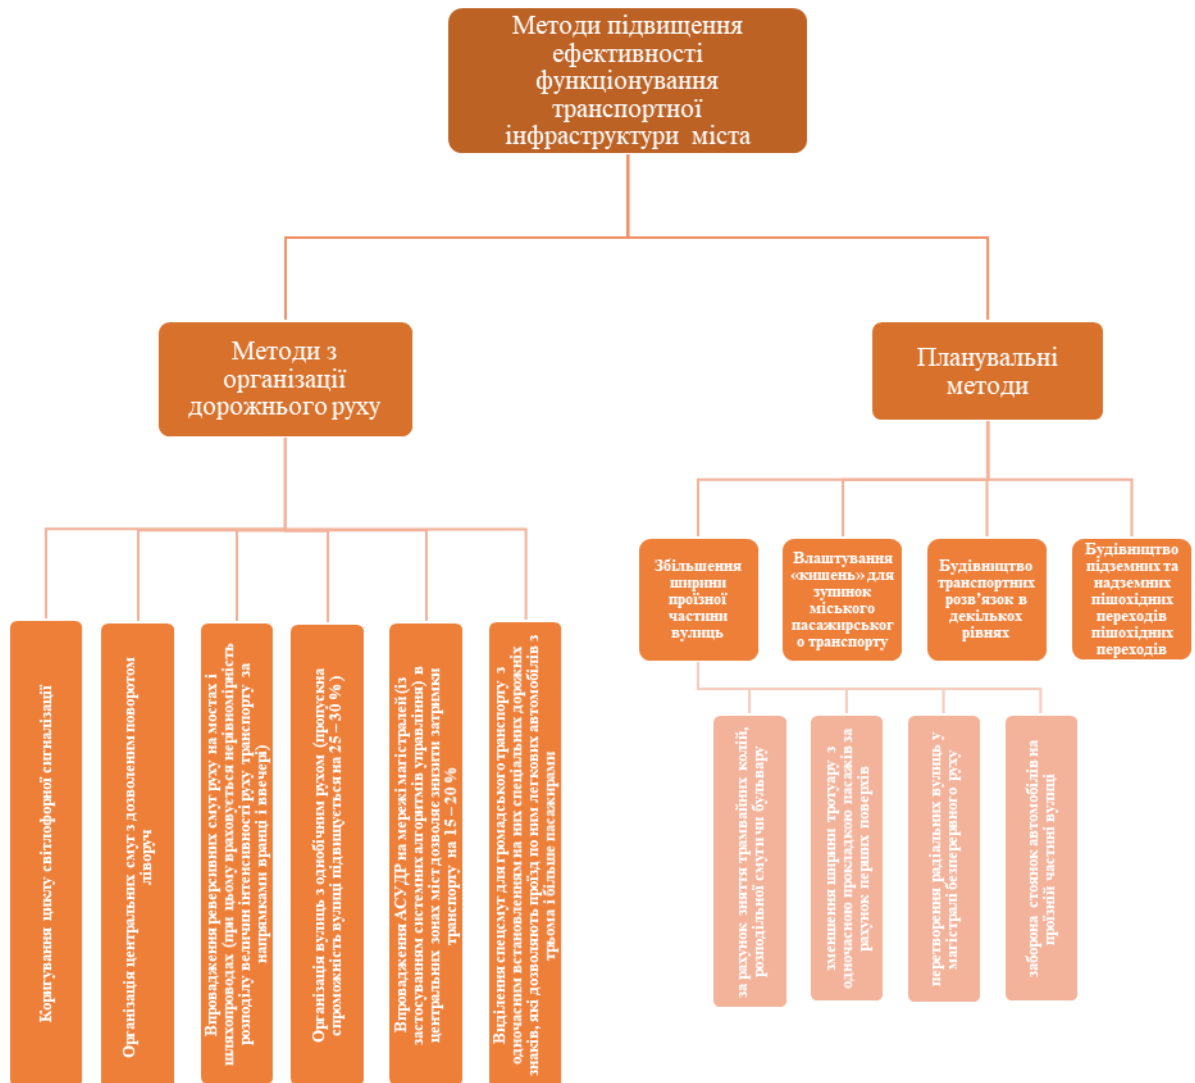 Методи підвищення
ефективності
функціонування
транспортної
інфраструктури міста
Методи з
організації
дорожнього руху
Планувальні
методи
Коригування циклу світлофорної сигналізації
Організація центральних смуг з дозволеним поворотом
ліворуч
Впровадження реверсивних смуг руху на мостах і
шляхопроводах (при цьому враховується нерівномірність
розподілу величин інтенсивності руху транспорту за
напрямками вранці і ввечері)
Організація вулиць з однобічним рухом (пропускна
спроможність вулиці підвищується на 25 – 30 %)
Впровадження АСУ ДР на мережі магістралей (із
застосуванням системних алгоритмів управління) в
центральних зонах міст дозволяє знизити затримки
транспорту на 15 – 20 %
Виділення спецсмуг для громадського транспорту з
одночасним встановленням на них спеціальних дорожніх
знаків, які дозволяють проїзд по ним легкових автомобілів з
трьома і більше пасажирами
Збільшення
ширини
проїзної
частини
вулиць
Влаштування
«кишень» для
зупинок
міського
пасажирськог
о транспорту
Будівництво
транспортних
розв’язок в
декількох
рівнях
Будівництво
підземних та
надземних
пішохідних
переходів
пішохідних
переходів
за рахунок зняття трамвайних колій,
розподільної смуги чи бульвару
зменшення ширини тротуару з
одночасною прокладкою пасажів за
рахунок перших поверхів
перетворення радіальних вулиць у
магістралі безперервного руху
заборона стоянок автомобілів на
проїзній частині вулиці